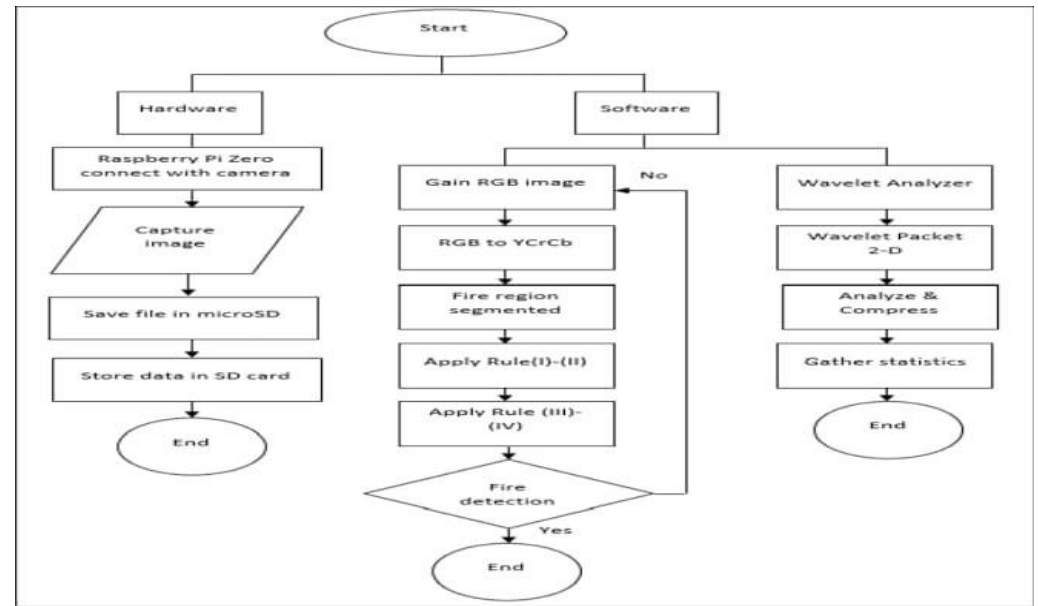 Start
Hardware
Software
Raspberry Pi Zero
connect with camera
Capture
image
Save file in microSD
Store data in SD card
End
Gain RGB image
No
RGB to YCrCb
Fire region
segmented
Apply Rule(I)-(II)
Apply Rule (III)-
(IV)
Fire
detection
Yes
End
Wavelet Analyzer
Wavelet Packet
2-D
Analyze &
Compress
Gather statistics
End